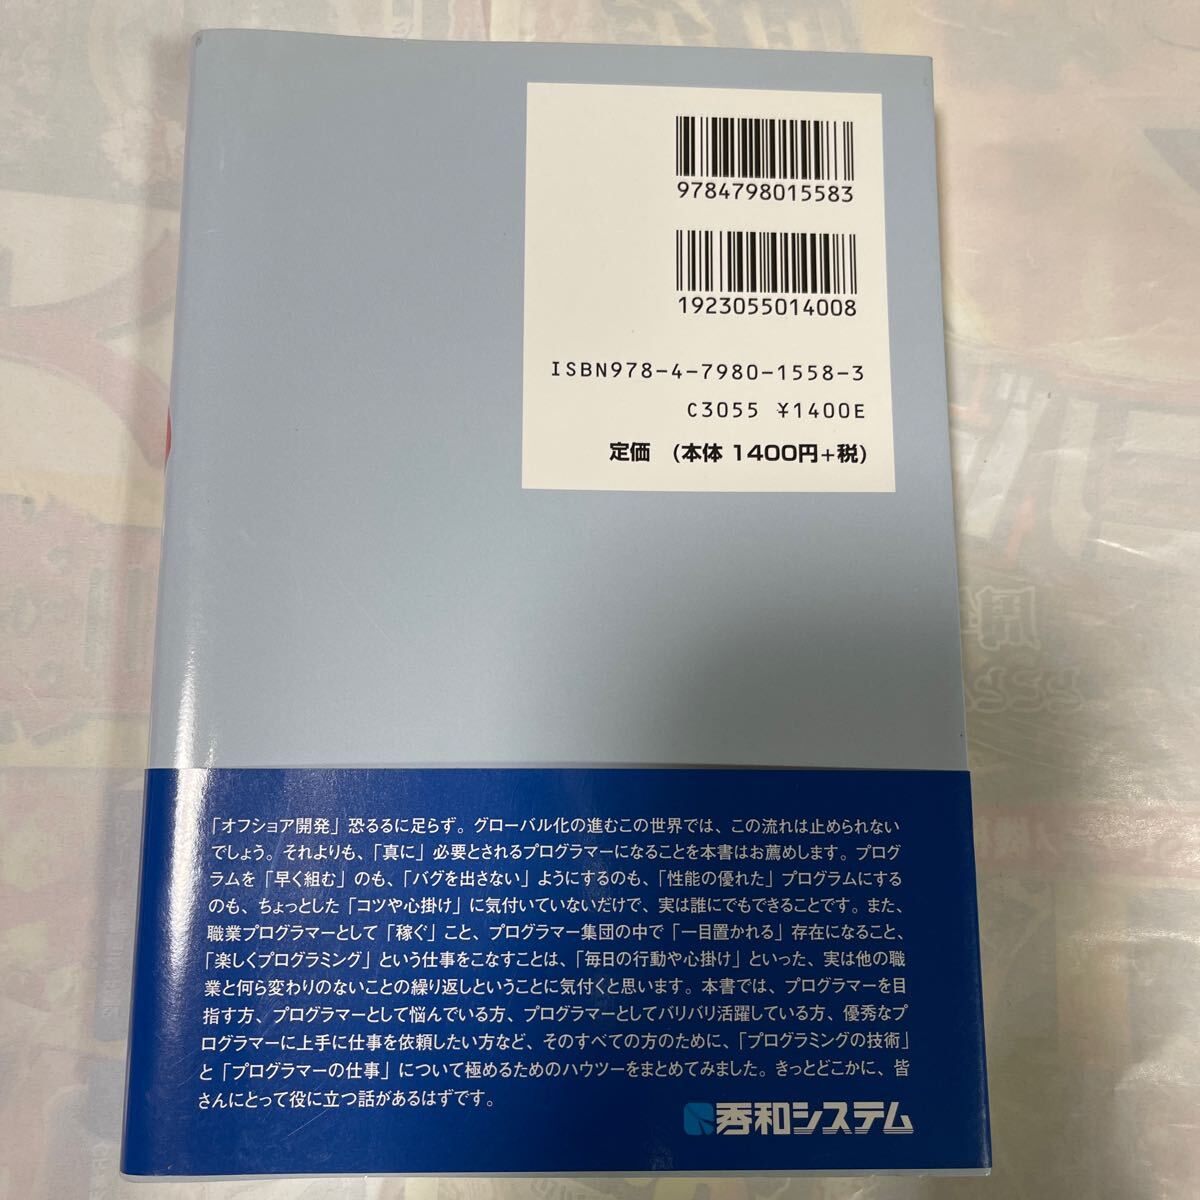 9784798015583
1923055014008
ISBN978-4-7980-1558-3
C3055 ¥1400E
定価 (本体 1400円+税)
「オフショア開発」恐るるに足らず。グローバル化の進むこの世界では、この流れは止められない
でしょう。それよりも、「真に」必要とされるプログラマーになることを本書はお薦めします。プログ
ラムを「早く組む」のも、「バグを出さない」ようにするのも、「性能の優れた」プログラムにする
のも、ちょっとした「コツや心掛け」に気付いていないだけで、実は誰にでもできることです。また、
職業プログラマーとして「稼ぐ」こと、プログラマー集団の中で「一目置かれる」存在になること、
「楽しくプログラミング」という仕事をこなすことは、「毎日の行動や心掛け」といった、実は他の職
業と何ら変わりのないことの繰り返しということに気付くと思います。本書では、プログラマーを目
指す方、プログラマーとして悩んでいる方、プログラマーとしてバリバリ活躍している方、優秀なプ
ログラマーに上手に仕事を依頼したい方など、そのすべての方のために、「プログラミングの技術」
と「プログラマーの仕事」について極めるためのハウツーをまとめてみました。きっとどこかに、皆
さんにとって役に立つ話があるはずです。
秀和システム